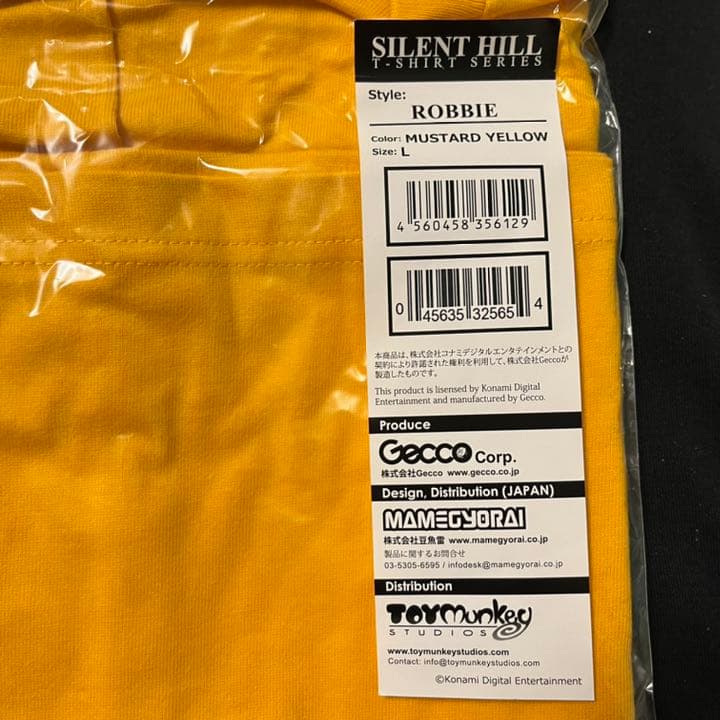 SILENT HILL
T-SHIRT SERIES
Style:
ROBBIE
Color: MUSTARD YELLOW
Size: L
4 560458 356129
0 45635 32565 4
本商品は、株式会社コナミデジタルエンタテインメントとの
契約により許諾された権利を利用して、株式会社Geccoが
製造したものです。
This product is lisensed by Konami Digital
Entertainment and manufactured by Gecco.
Produce
Gecco Corp.
株式会社Gecco www.gecco.co.jp
Design, Distribution (JAPAN)
MAMEGYORAI
株式会社豆魚雷 www.mamegyorai.co.jp
製品に関するお問合せ
03-5305-6595 / infodesk@mamegyorai.co.jp
Distribution
TOYMunkey
STUDIOS
www.toymunkeystudios.com
Contact: info@toymunkeystudios.com
©Konami Digital Entertainment